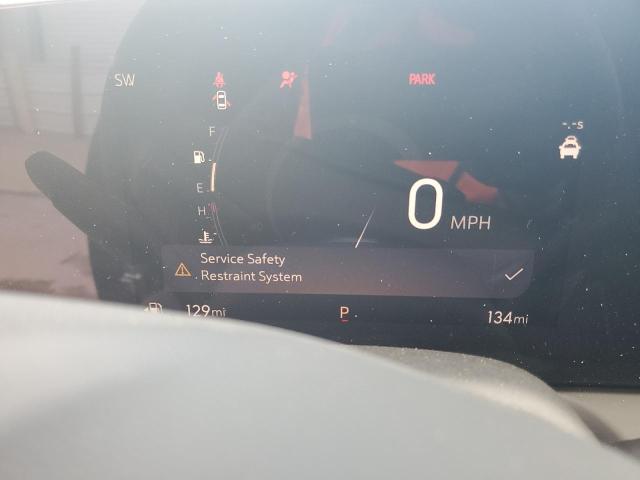 SW
PARK
F
-.-s
E
H
0 MPH
Service Safety
Restraint System
129mi
P
134mi